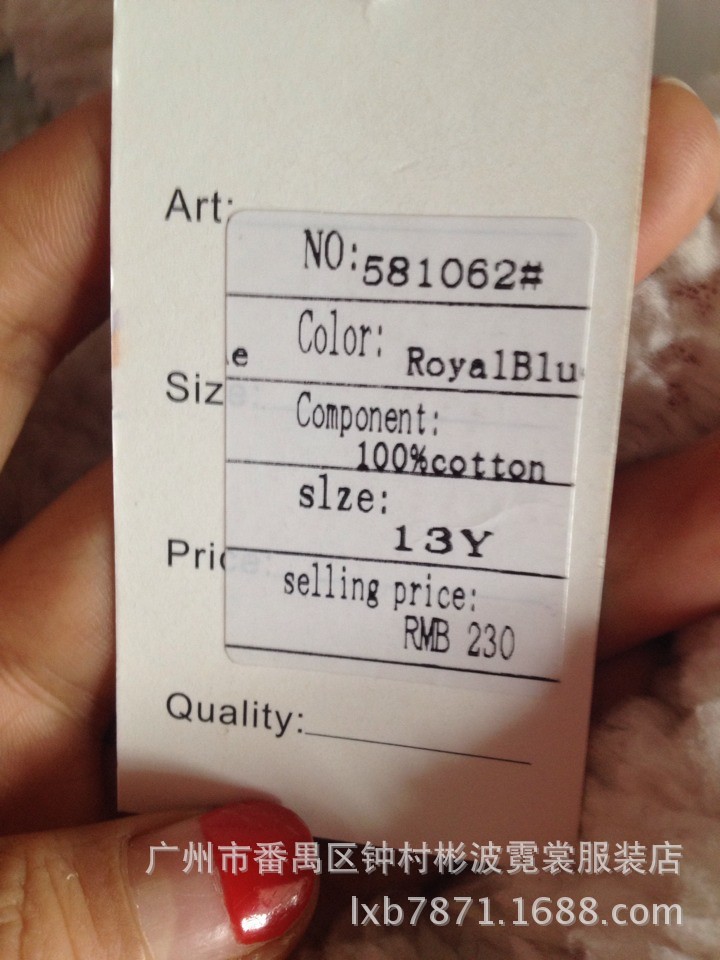 Art:
NO:581062#
Color:
RoyalBlu
e
Siz
Component:
100%cotton
slze:
13Y
Pric
selling price:
RMB 230
Quality:
广州市番禺区钟村彬波霓裳服装店
lxb7871.1688.com